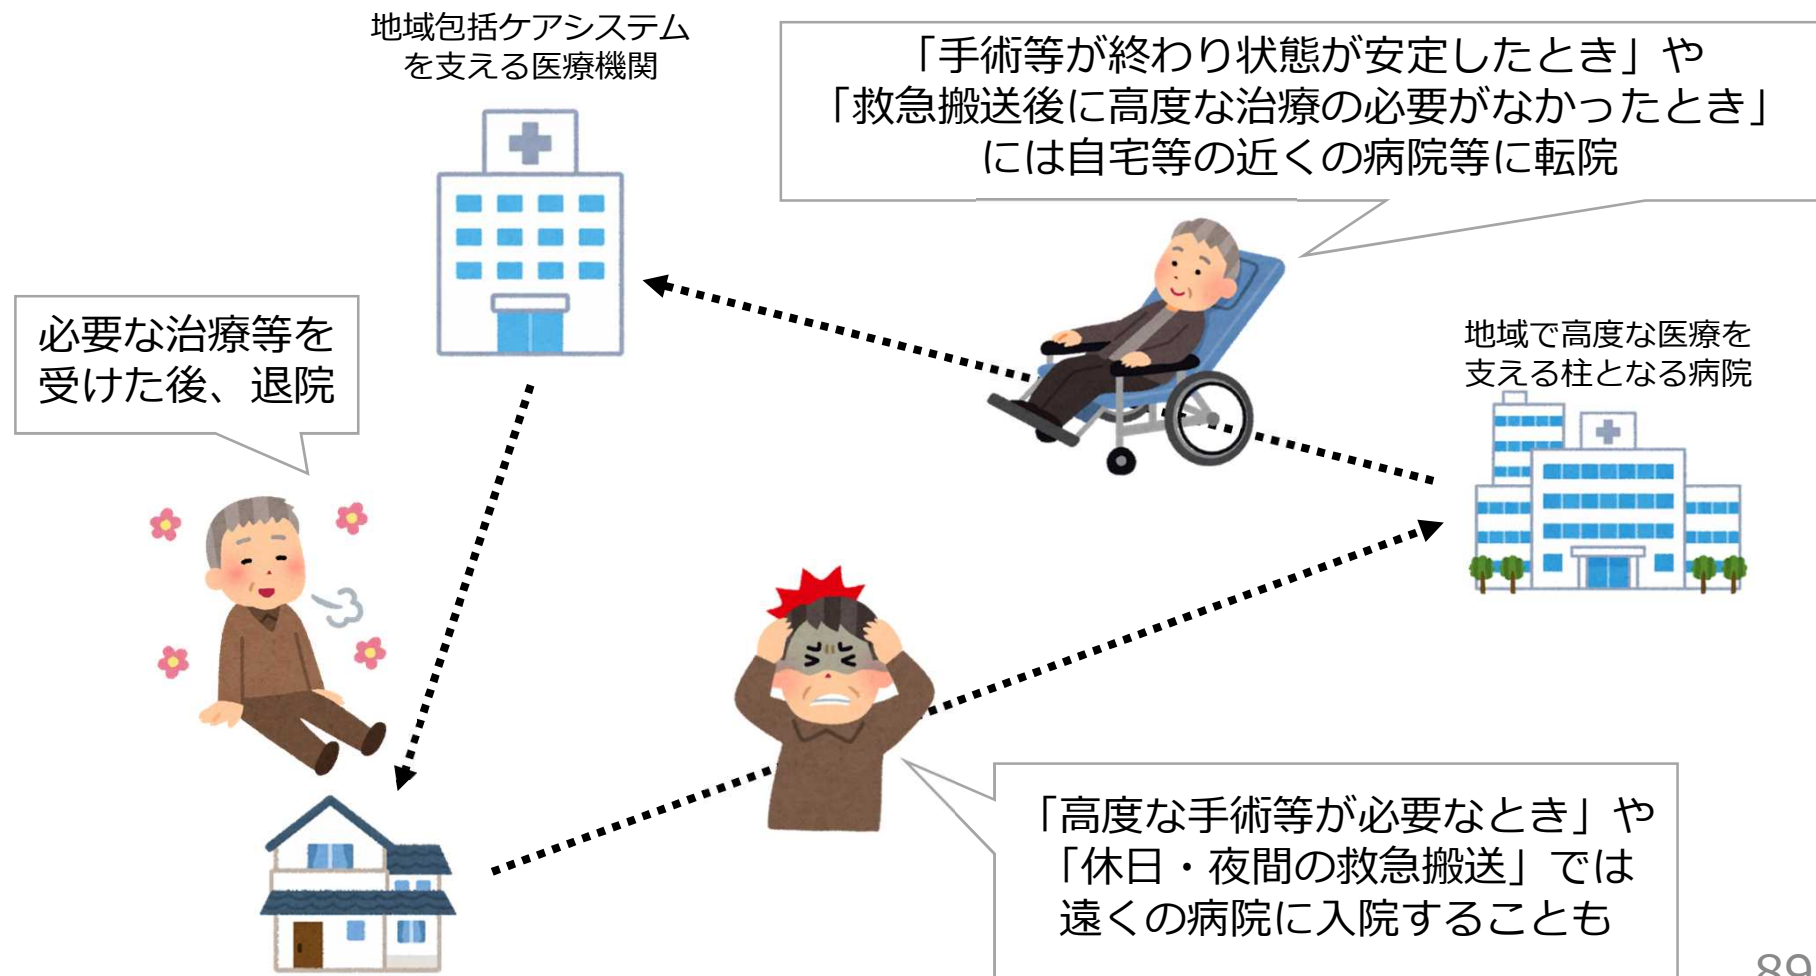 地域包括ケアシステム
を支える医療機関
「手術等が終わり状態が安定したとき」や
「救急搬送後に高度な治療の必要がなかったとき」
には自宅等の近くの病院等に転院
必要な治療等を
受けた後、退院
地域で高度な医療を
支える柱となる病院
「高度な手術等が必要なとき」や
「休日・夜間の救急搬送」では
遠くの病院に入院することも
89